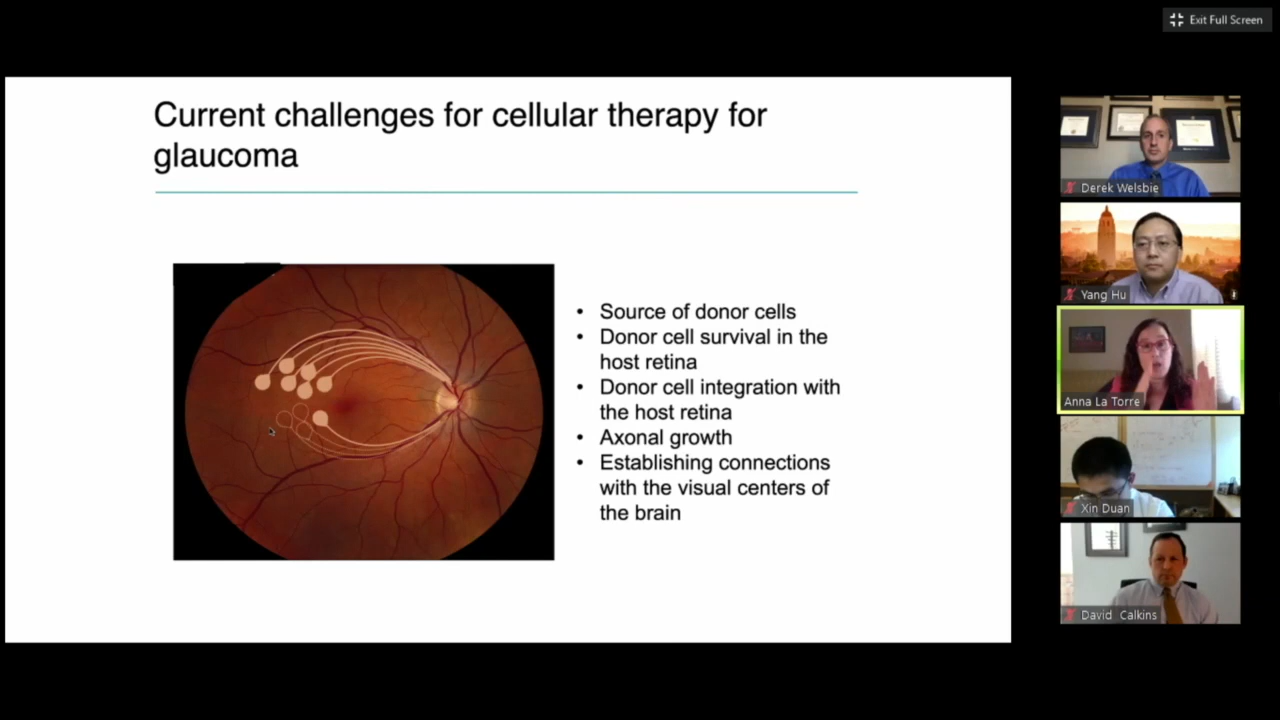 Exit Full Screen
Current challenges for cellular therapy for
glaucoma
• Source of donor cells
• Donor cell survival in the
host retina
• Donor cell integration with
the host retina
• Axonal growth
• Establishing connections
with the visual centers of
the brain
Derek Welsbie
Yang Hu
Anna La Torre
Xin Duan
David Calkins